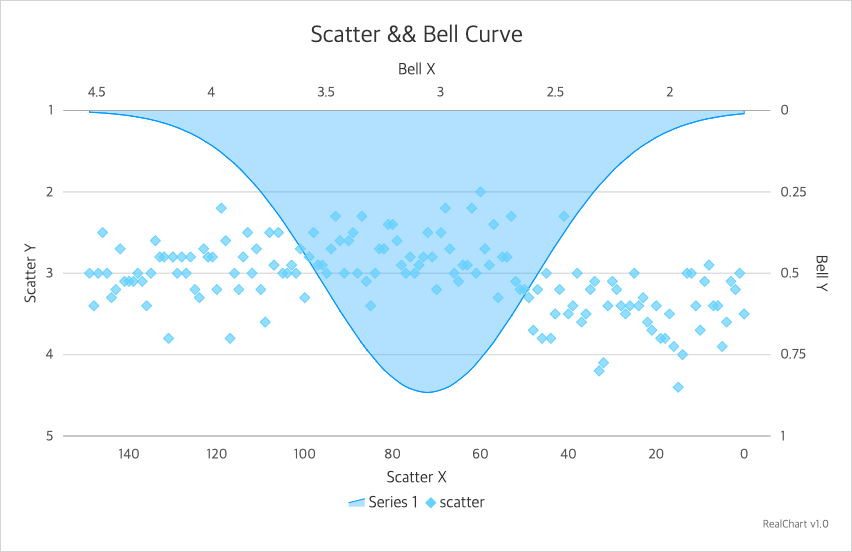 Scatter && Bell Curve
Bell X
4.5 4 3.5 3 2.5 2
1 0
2 0.25
3 0.5
4 0.75
5 1
Scatter Y
Bell Y
140 120 100 80 60 40 20 0
Scatter X
Series 1 scatter
RealChart v1.0